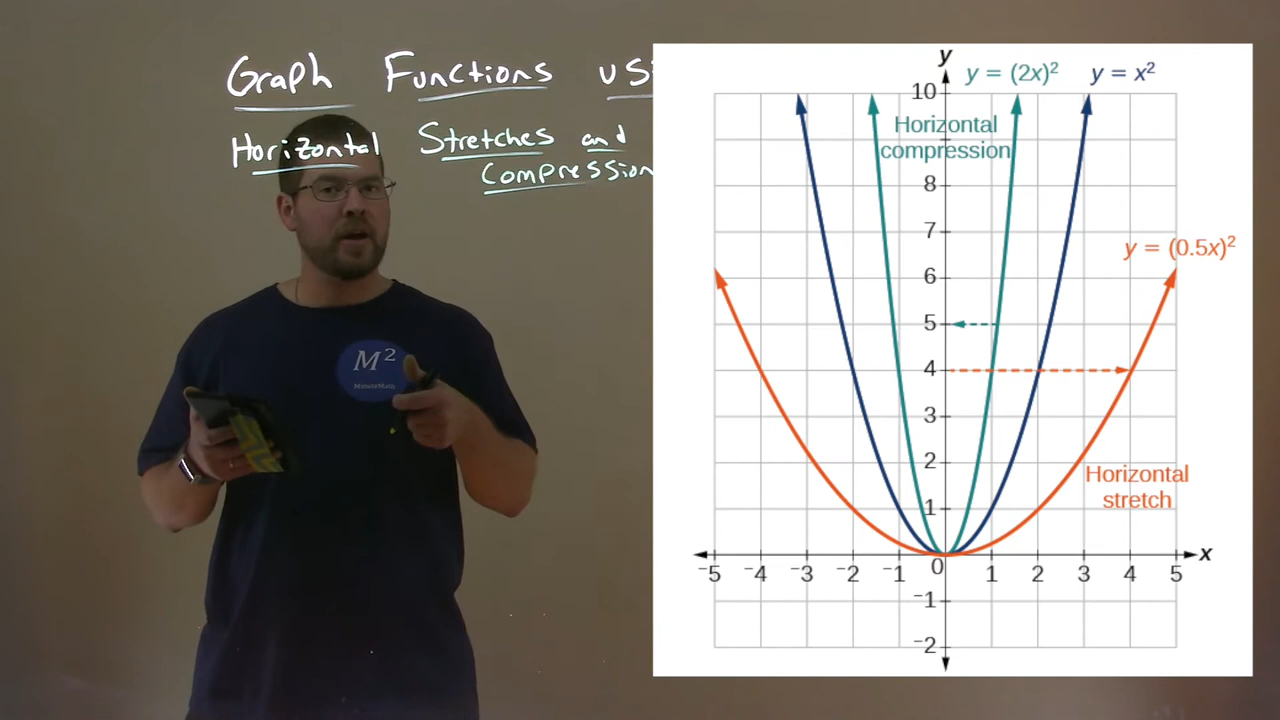 Graph Functions usi
Horizontal Stretches and
Compression
M²
MinuteMath
y
y = (2x)²
y = x²
10
Horizontal
compression
8
7
y = (0.5x)²
6
5
4
3
2
Horizontal
stretch
1
x
-5 -4 -3 -2 -1 0 1 2 3 4 5
-1
-2